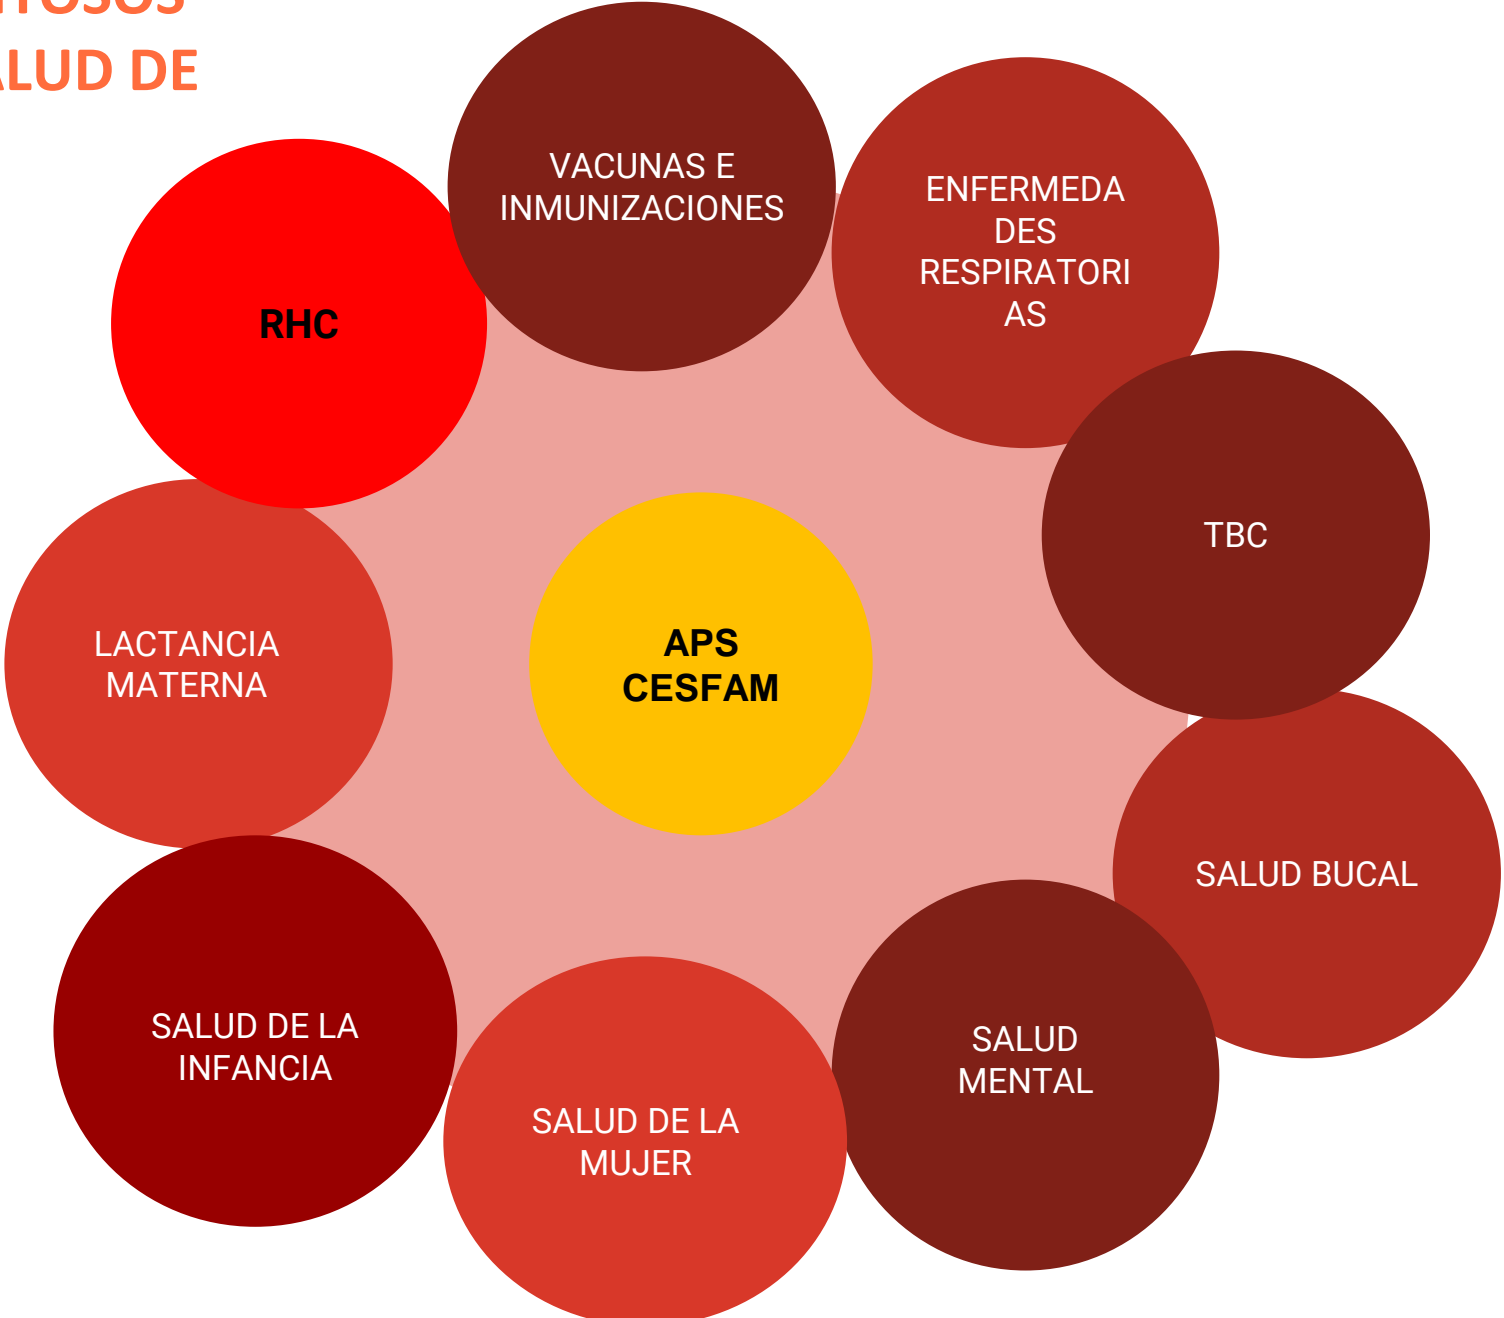 ALUD DE
VACUNAS E
INMUNIZACIONES
ENFERMEDA
DES
RESPIRATORI
AS
RHC
TBC
LACTANCIA
MATERNA
APS
CESFAM
SALUD BUCAL
SALUD DE LA
INFANCIA
SALUD
MENTAL
SALUD DE LA
MUJER